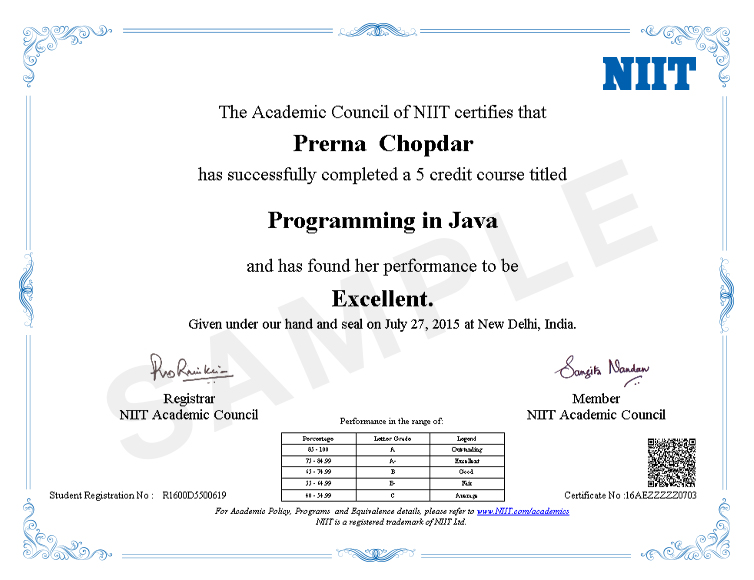 NIIT
The Academic Council of NIIT certifies that
Prerna Chopdar
has successfully completed a 5 credit course titled
Programming in Java
and has found her performance to be
Excellent.
Given under our hand and seal on July 27, 2015 at New Delhi, India.
SAMPLE
Sangita Nandan
Registrar
NIIT Academic Council
Member
NIIT Academic Council
Performance in the range of:
Percentage Letter Grade Legend
85 - 100 A Outstanding
75 - 84.99 A- Excellent
65 - 74.99 B Good
55 - 64.99 B- Fair
40 - 54.99 C Average
Student Registration No : R1600D5500619
Certificate No :16AEZZZZZ0703
For Academic Policy, Programs and Equivalence details, please refer to www.NIIT.com/academics
NIIT is a registered trademark of NIIT Ltd.